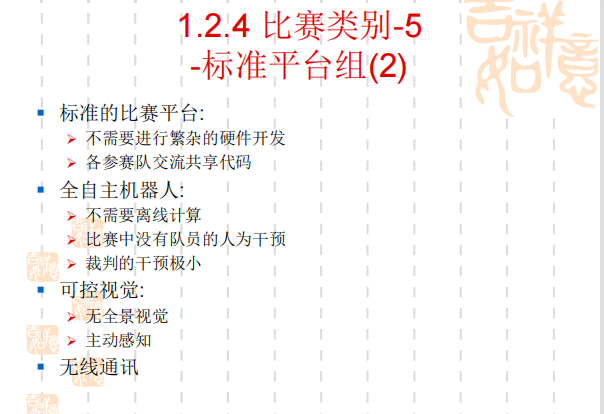 1.2.4 比赛类别-5
-标准平台组(2)
吉祥如意
标准的比赛平台:
不需要进行繁杂的硬件开发
各参赛队交流共享代码
全自主机器人:
不需要离线计算
比赛中没有队员的人为干预
裁判的干预极小
可控视觉:
无全景视觉
主动感知
无线通讯